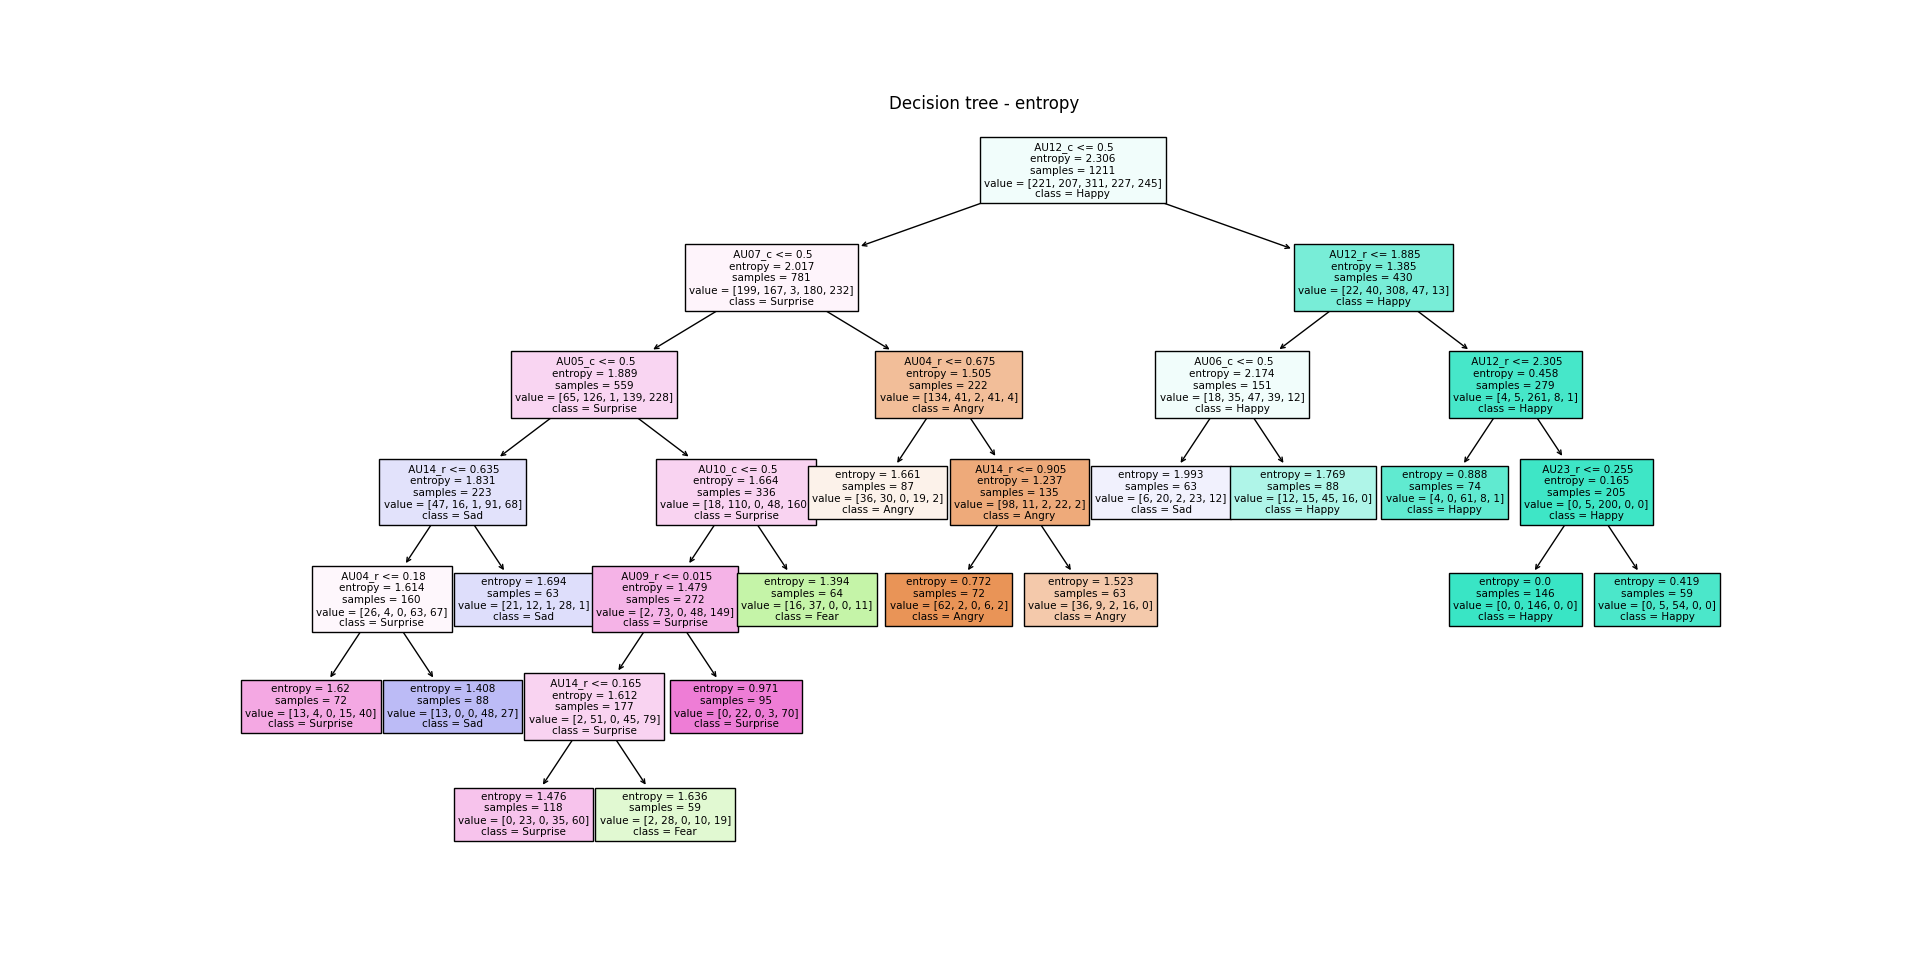 Decision tree - entropy
AU12_c <= 0.5
entropy = 2.306
samples = 1211
value = [221, 207, 311, 227, 245]
class = Happy
AU07_c <= 0.5
entropy = 2.017
samples = 781
value = [199, 167, 3, 180, 232]
class = Surprise
AU12_r <= 1.885
entropy = 1.385
samples = 430
value = [22, 40, 308, 47, 13]
class = Happy
AU05_c <= 0.5
entropy = 1.889
samples = 559
value = [65, 126, 1, 139, 228]
class = Surprise
AU04_r <= 0.675
entropy = 1.505
samples = 222
value = [134, 41, 2, 41, 4]
class = Angry
AU06_c <= 0.5
entropy = 2.174
samples = 151
value = [18, 35, 47, 39, 12]
class = Happy
AU12_r <= 2.305
entropy = 0.458
samples = 279
value = [4, 5, 261, 8, 1]
class = Happy
AU14_r <= 0.635
entropy = 1.831
samples = 223
value = [47, 16, 1, 91, 68]
class = Sad
AU10_c <= 0.5
entropy = 1.664
samples = 336
value = [18, 110, 0, 48, 160
class = Surprise
entropy = 1.661
samples = 87
value = [36, 30, 0, 19, 2]
class = Angry
AU14_r <= 0.905
entropy = 1.237
samples = 135
value = [98, 11, 2, 22, 2]
class = Angry
entropy = 1.993
samples = 63
value = [6, 20, 2, 23, 12]
class = Sad
entropy = 1.769
samples = 88
value = [12, 15, 45, 16, 0]
class = Happy
entropy = 0.888
samples = 74
value = [4, 0, 61, 8, 1]
class = Happy
AU23_r <= 0.255
entropy = 0.165
samples = 205
value = [0, 5, 200, 0, 0]
class = Happy
AU04_r <= 0.18
entropy = 1.614
samples = 160
value = [26, 4, 0, 63, 67]
class = Surprise
entropy = 1.694
samples = 63
value = [21, 12, 1, 28, 1]
class = Sad
AU09_r <= 0.015
entropy = 1.479
samples = 272
value = [2, 73, 0, 48, 149]
class = Surprise
entropy = 1.394
samples = 64
value = [16, 37, 0, 0, 11]
class = Fear
entropy = 0.772
samples = 72
value = [62, 2, 0, 6, 2]
class = Angry
entropy = 1.523
samples = 63
value = [36, 9, 2, 16, 0]
class = Angry
entropy = 0.0
samples = 146
value = [0, 0, 146, 0, 0]
class = Happy
entropy = 0.419
samples = 59
value = [0, 5, 54, 0, 0]
class = Happy
entropy = 1.62
samples = 72
value = [13, 4, 0, 15, 40]
class = Surprise
entropy = 1.408
samples = 88
value = [13, 0, 0, 48, 27]
class = Sad
AU14_r <= 0.165
entropy = 1.612
samples = 177
value = [2, 51, 0, 45, 79]
class = Surprise
entropy = 0.971
samples = 95
value = [0, 22, 0, 3, 70]
class = Surprise
entropy = 1.476
samples = 118
value = [0, 23, 0, 35, 60]
class = Surprise
entropy = 1.636
samples = 59
value = [2, 28, 0, 10, 19]
class = Fear